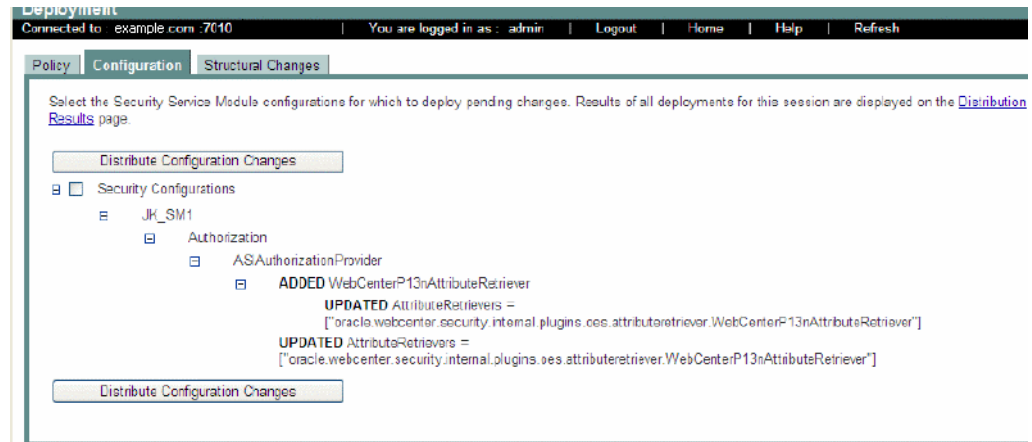 Deployment
Connected to : example.com :7010 | You are logged in as : admin | Logout | Home | Help | Refresh
Policy Configuration Structural Changes
Select the Security Service Module configurations for which to deploy pending changes. Results of all deployments for this session are displayed on the Distribution
Results page.
Distribute Configuration Changes
Security Configurations
JK_SM1
Authorization
ASIAuthorizationProvider
ADDED WebCenterP13nAttributeRetriever
UPDATED AttributeRetrievers =
["oracle.webcenter.security.internal.plugins.oes.attributeretriever.WebCenterP13nAttributeRetriever"]
UPDATED AttributeRetrievers =
["oracle.webcenter.security.internal.plugins.oes.attributeretriever.WebCenterP13nAttributeRetriever"]
Distribute Configuration Changes